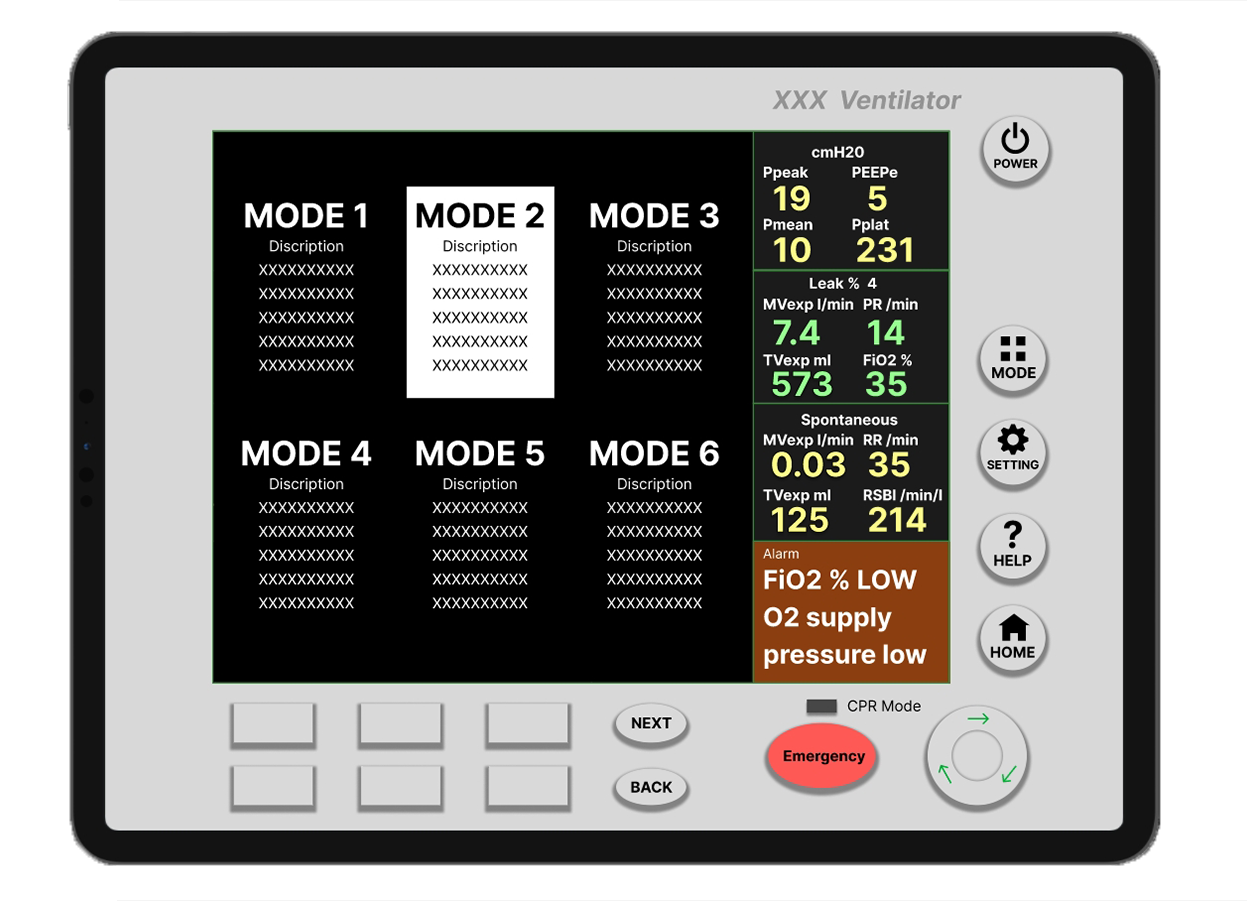 XXX Ventilator
POWER
MODE 1
Discription
XXXXXXXXXX
XXXXXXXXXX
XXXXXXXXXX
XXXXXXXXXX
XXXXXXXXXX
MODE 2
Discription
XXXXXXXXXX
XXXXXXXXXX
XXXXXXXXXX
XXXXXXXXXX
XXXXXXXXXX
MODE 3
Discription
XXXXXXXXXX
XXXXXXXXXX
XXXXXXXXXX
XXXXXXXXXX
XXXXXXXXXX
MODE 4
Discription
XXXXXXXXXX
XXXXXXXXXX
XXXXXXXXXX
XXXXXXXXXX
XXXXXXXXXX
MODE 5
Discription
XXXXXXXXXX
XXXXXXXXXX
XXXXXXXXXX
XXXXXXXXXX
XXXXXXXXXX
MODE 6
Discription
XXXXXXXXXX
XXXXXXXXXX
XXXXXXXXXX
XXXXXXXXXX
XXXXXXXXXX
cmH20
Ppeak PEEPe
19 5
Pmean Pplat
10 231
Leak % 4
MVexp l/min PR /min
7.4 14
TVexp ml FiO2 %
573 35
Spontaneous
MVexp l/min RR /min
0.03 35
TVexp ml RSBI /min/l
125 214
Alarm
FiO2 % LOW
O2 supply
pressure low
MODE
SETTING
?
HELP
HOME
NEXT
BACK
CPR Mode
Emergency